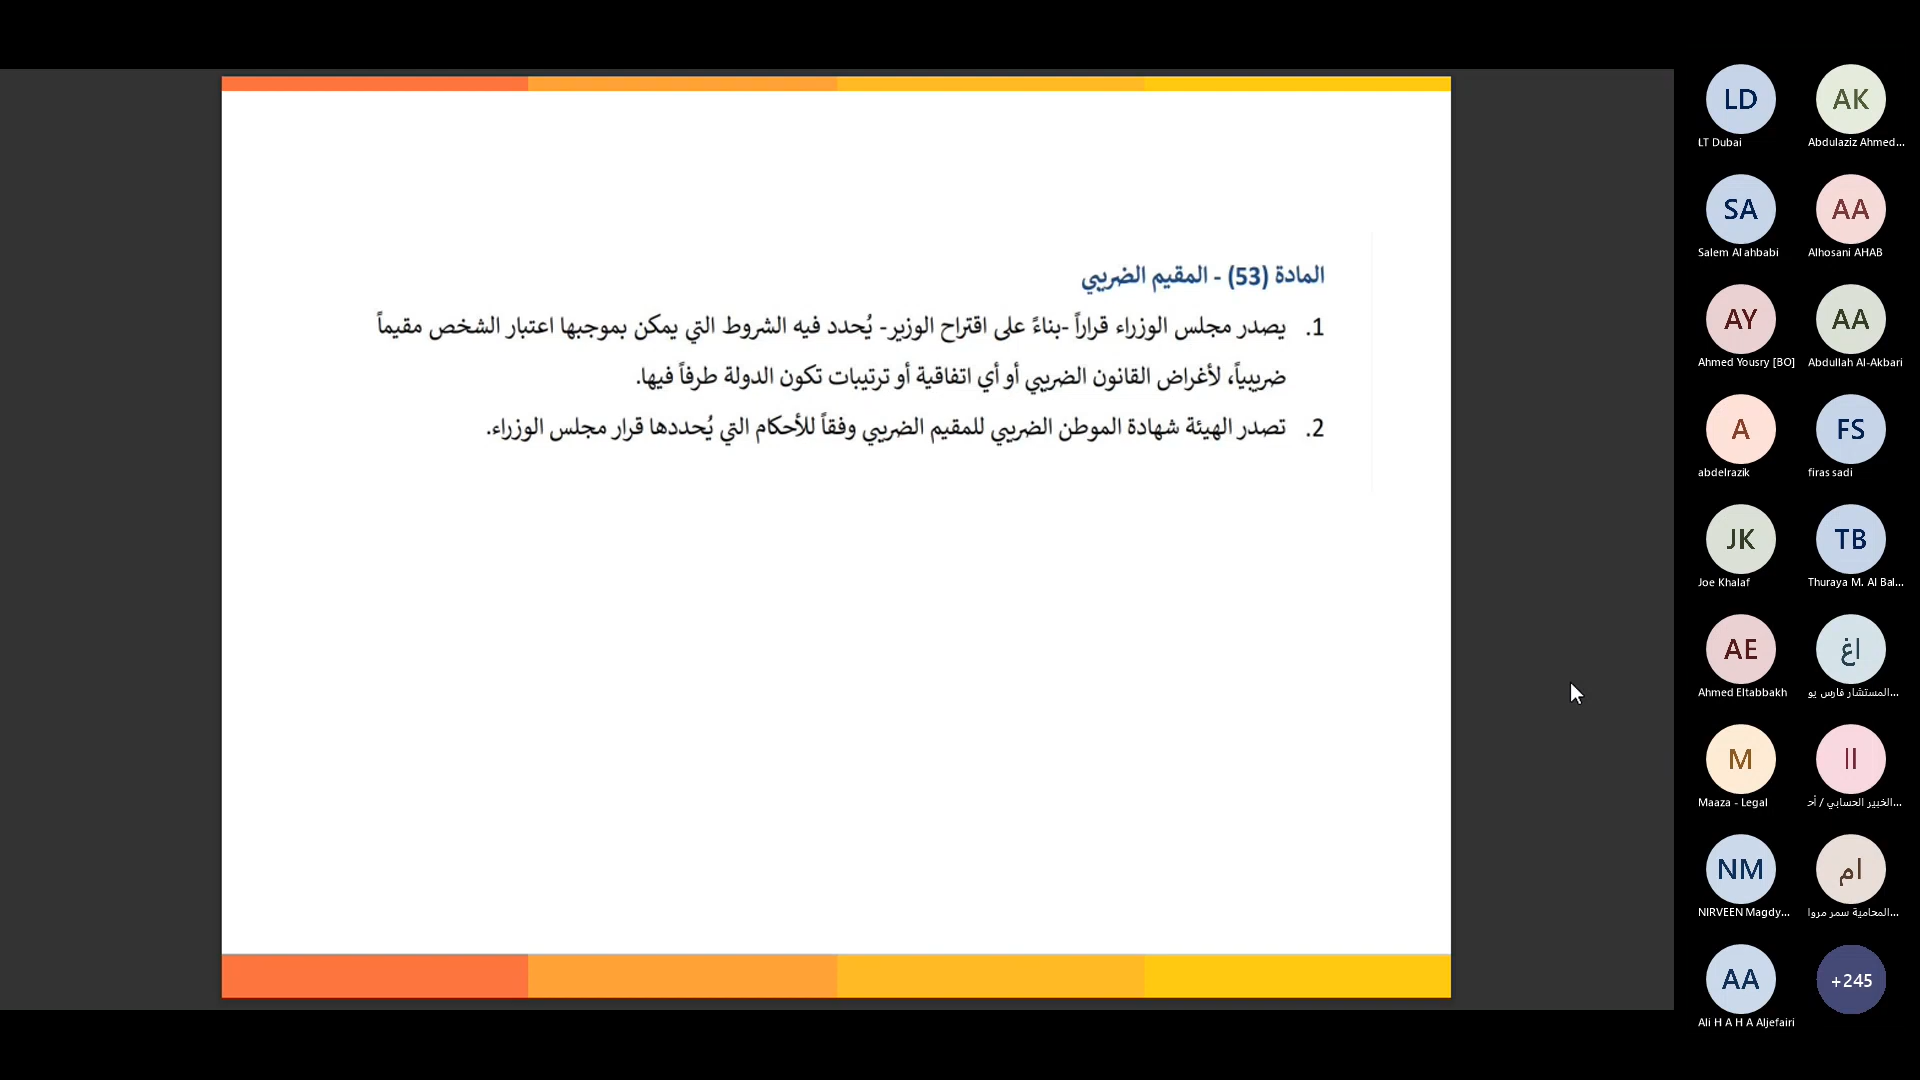 المادة (53) - المقيم الضريبي
1. يصدر مجلس الوزراء قراراً -بناءً على اقتراح الوزير- يُحدد فيه الشروط التي يمكن بموجبها اعتبار الشخص مقيماً
ضريبياً، لأغراض القانون الضريبي أو أي اتفاقية أو ترتيبات تكون الدولة طرفاً فيها.
2. تصدر الهيئة شهادة الموطن الضريبي للمقيم الضريبي وفقاً للأحكام التي يُحددها قرار مجلس الوزراء.
LD AK
LT Dubai Abdulaziz Ahmed...
SA AA
Salem Al ahbabi Alhosani AHAB
AY AA
Ahmed Yousry [BO] Abdullah Al-Akbari
A FS
abdelrazik firas sadi
JK TB
Joe Khalaf Thuraya M. Al Bal...
AE اغ
Ahmed Eltabbakh المستشار فارس يو...
M اا
Maaza - Legal الخبير الحسابي / أح...
NM ام
NIRVEEN Magdy... المحامية سمر مروا...
AA +245
Ali H A H A Aljefairi